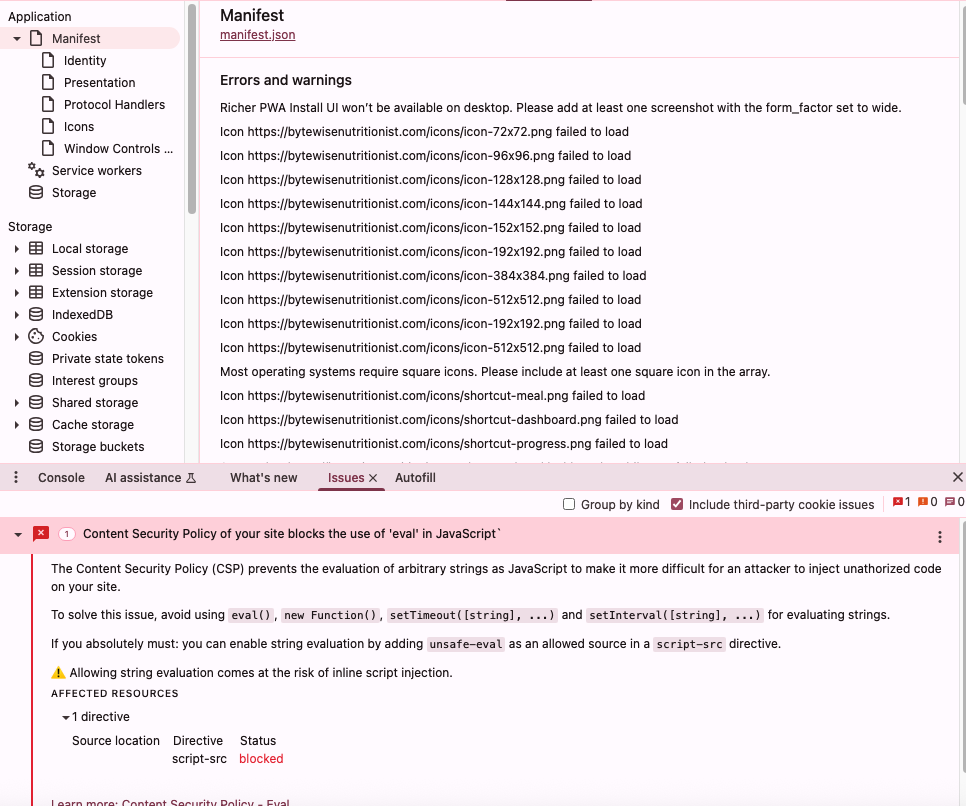 Application
Manifest
Identity
Presentation
Protocol Handlers
Icons
Window Controls ...
Service workers
Storage
Storage
Local storage
Session storage
Extension storage
IndexedDB
Cookies
Private state tokens
Interest groups
Shared storage
Cache storage
Storage buckets
Manifest
manifest.json
Errors and warnings
Richer PWA Install UI won't be available on desktop. Please add at least one screenshot with the form_factor set to wide.
Icon https://bytewisenutritionist.com/icons/icon-72x72.png failed to load
Icon https://bytewisenutritionist.com/icons/icon-96x96.png failed to load
Icon https://bytewisenutritionist.com/icons/icon-128x128.png failed to load
Icon https://bytewisenutritionist.com/icons/icon-144x144.png failed to load
Icon https://bytewisenutritionist.com/icons/icon-152x152.png failed to load
Icon https://bytewisenutritionist.com/icons/icon-192x192.png failed to load
Icon https://bytewisenutritionist.com/icons/icon-384x384.png failed to load
Icon https://bytewisenutritionist.com/icons/icon-512x512.png failed to load
Icon https://bytewisenutritionist.com/icons/icon-192x192.png failed to load
Icon https://bytewisenutritionist.com/icons/icon-512x512.png failed to load
Most operating systems require square icons. Please include at least one square icon in the array.
Icon https://bytewisenutritionist.com/icons/shortcut-meal.png failed to load
Icon https://bytewisenutritionist.com/icons/shortcut-dashboard.png failed to load
Icon https://bytewisenutritionist.com/icons/shortcut-progress.png failed to load
Console AI assistance What's new Issues Autofill
Group by kind Include third-party cookie issues 1 0 0
1 Content Security Policy of your site blocks the use of 'eval' in JavaScript`
The Content Security Policy (CSP) prevents the evaluation of arbitrary strings as JavaScript to make it more difficult for an attacker to inject unathorized code
on your site.
To solve this issue, avoid using eval(), new Function(), setTimeout([string], ...) and setInterval([string], ...) for evaluating strings.
If you absolutely must: you can enable string evaluation by adding unsafe-eval as an allowed source in a script-src directive.
Allowing string evaluation comes at the risk of inline script injection.
AFFECTED RESOURCES
1 directive
Source location Directive Status
script-src blocked
Learn more: Content Security Policy - Eval